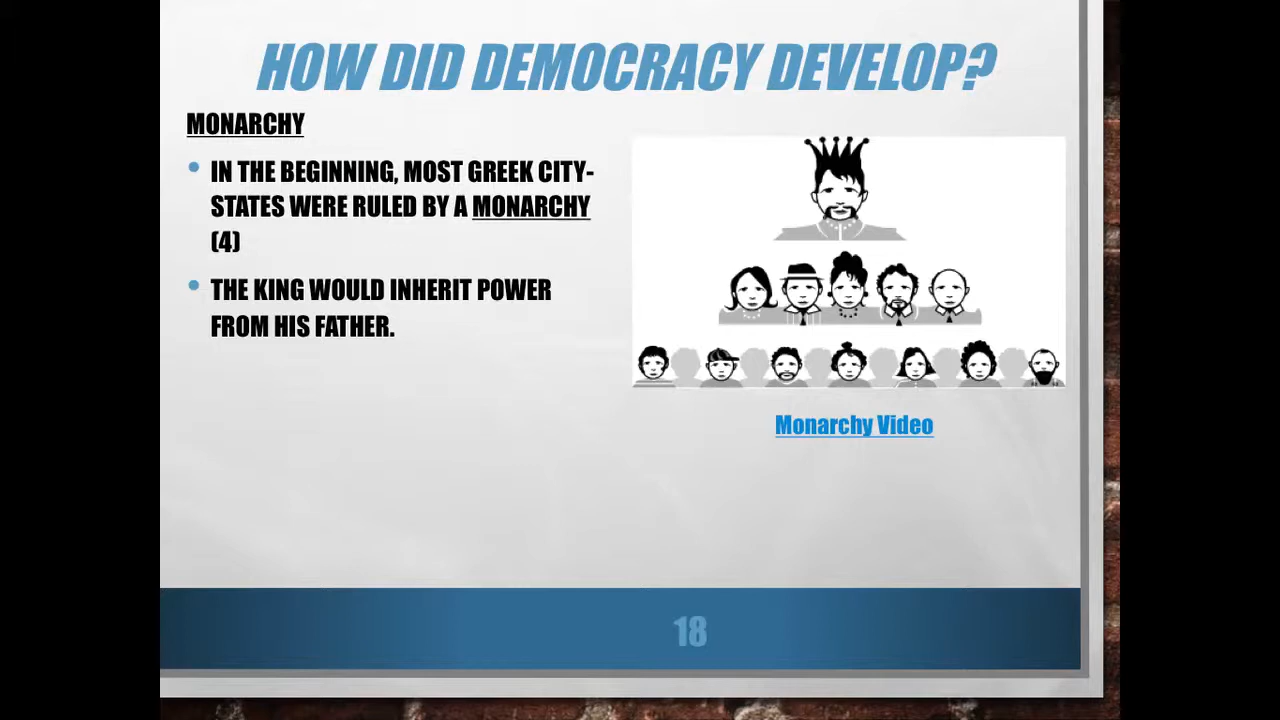 HOW DID DEMOCRACY DEVELOP?
MONARCHY
• IN THE BEGINNING, MOST GREEK CITY-
STATES WERE RULED BY A MONARCHY
(4)
• THE KING WOULD INHERIT POWER
FROM HIS FATHER.
Monarchy Video
18